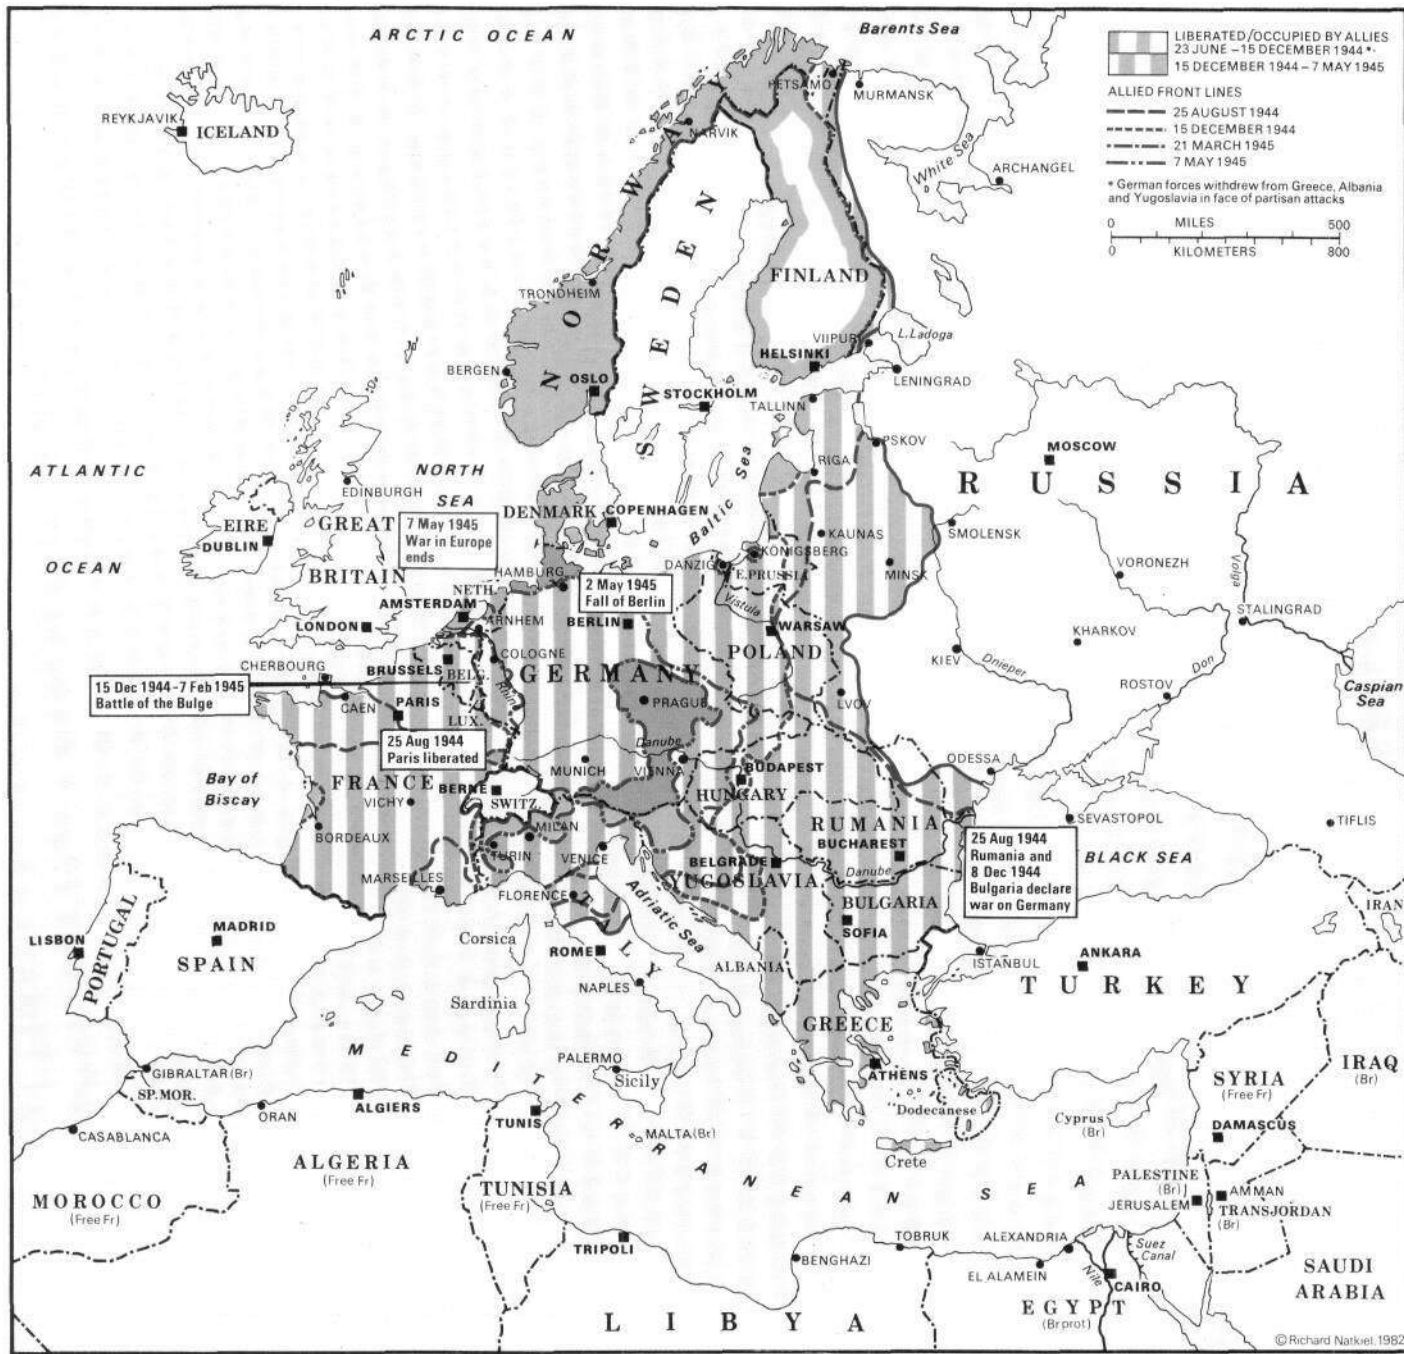 ARCTIC OCEAN
Barents Sea
LIBERATED/OCCUPIED BY ALLIES
23 JUNE – 15 DECEMBER 1944 *
15 DECEMBER 1944 – 7 MAY 1945
ALLIED FRONT LINES
25 AUGUST 1944
15 DECEMBER 1944
21 MARCH 1945
7 MAY 1945
* German forces withdrew from Greece, Albania
and Yugoslavia in face of partisan attacks
0 MILES 500
0 KILOMETERS 800
REYKJAVIK
ICELAND
PETSAMO
MURMANSK
NARVIK
White Sea
ARCHANGEL
NORWAY
SWEDEN
FINLAND
TRONDHEIM
VIIPURI
L.Ladoga
HELSINKI
LENINGRAD
BERGEN
OSLO
STOCKHOLM
TALLINN
PSKOV
RIGA
MOSCOW
RUSSIA
ATLANTIC
OCEAN
NORTH
SEA
EDINBURGH
EIRE
DUBLIN
GREAT
BRITAIN
LONDON
7 May 1945
War in Europe
ends
DENMARK
COPENHAGEN
Baltic Sea
KAUNAS
SMOLENSK
KÖNIGSBERG
DANZIG
E.PRUSSIA
MINSK
VORONEZH
Volga
HAMBURG
2 May 1945
Fall of Berlin
BERLIN
Vistula
WARSAW
POLAND
STALINGRAD
KHARKOV
KIEV
Dnieper
Don
ROSTOV
Caspian
Sea
NETH.
AMSTERDAM
ARNHEM
COLOGNE
CHERBOURG
BRUSSELS
BELG.
GERMANY
Rhine
PRAGUE
LVOV
15 Dec 1944–7 Feb 1945
Battle of the Bulge
CAEN
PARIS
LUX.
25 Aug 1944
Paris liberated
Danube
MUNICH
VIENNA
BUDAPEST
HUNGARY
ODESSA
Bay of
Biscay
FRANCE
VICHY
BERNE
SWITZ.
BORDEAUX
MILAN
TURIN
VENICE
RUMANIA
BUCHAREST
SEVASTOPOL
TIFLIS
BELGRADE
YUGOSLAVIA
Danube
25 Aug 1944
Rumania and
8 Dec 1944
Bulgaria declare
war on Germany
BLACK SEA
MARSEILLES
FLORENCE
Adriatic Sea
BULGARIA
SOFIA
IRAN
PORTUGAL
LISBON
MADRID
SPAIN
Corsica
ITALY
ROME
ALBANIA
ISTANBUL
ANKARA
TURKEY
Sardinia
NAPLES
GREECE
ATHENS
MEDITERRANEAN SEA
GIBRALTAR (Br)
SP.MOR.
PALERMO
Sicily
SYRIA
(Free Fr)
IRAQ
(Br)
ORAN
ALGIERS
TUNIS
Dodecanese
Cyprus
(Br)
CASABLANCA
MALTA (Br)
DAMASCUS
Crete
MOROCCO
(Free Fr)
ALGERIA
(Free Fr)
TUNISIA
(Free Fr)
PALESTINE
(Br)
JERUSALEM
AMMAN
TRANSJORDAN
(Br)
TRIPOLI
BENGHAZI
TOBRUK
ALEXANDRIA
EL ALAMEIN
Suez
Canal
Nile
CAIRO
SAUDI
ARABIA
LIBYA
EGYPT
(Br prot)
© Richard Natkiel, 1982